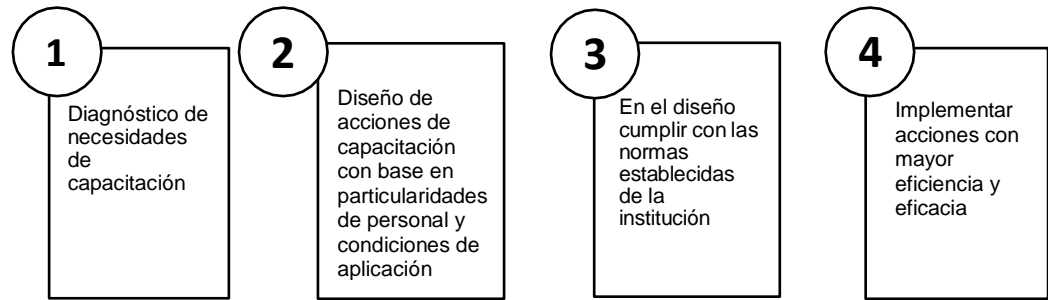 1
Diagnóstico de
necesidades
de
capacitación
2
Diseño de
acciones de
capacitación
con base en
particularidades
de personal y
condiciones de
aplicación
3
En el diseño
cumplir con las
normas
establecidas
de la
institución
4
Implementar
acciones con
mayor
eficiencia y
eficacia